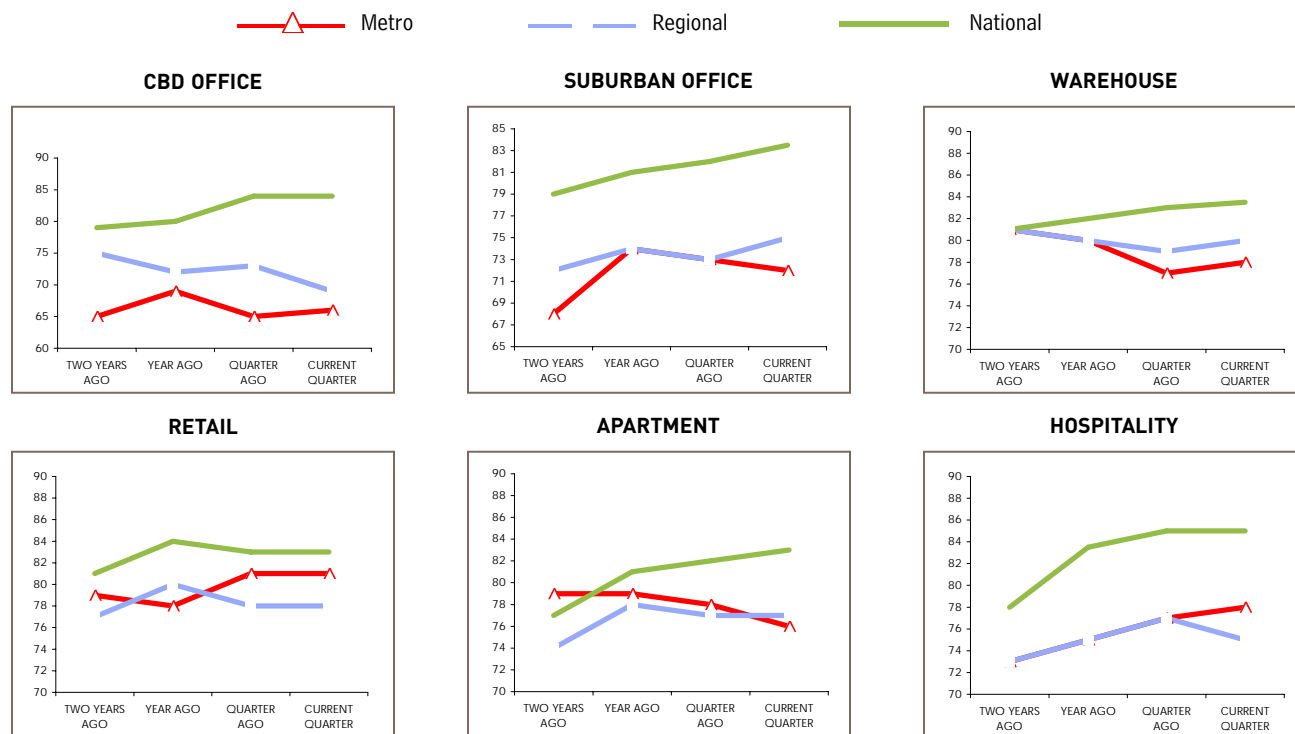 Metro Regional National
CBD OFFICE
90
85
80
75
70
65
60
TWO YEARS AGO
YEAR AGO
QUARTER AGO
CURRENT QUARTER
SUBURBAN OFFICE
85
83
81
79
77
75
73
71
69
67
65
TWO YEARS AGO
YEAR AGO
QUARTER AGO
CURRENT QUARTER
WAREHOUSE
90
88
86
84
82
80
78
76
74
72
70
TWO YEARS AGO
YEAR AGO
QUARTER AGO
CURRENT QUARTER
RETAIL
90
88
86
84
82
80
78
76
74
72
70
TWO YEARS AGO
YEAR AGO
QUARTER AGO
CURRENT QUARTER
APARTMENT
90
88
86
84
82
80
78
76
74
72
70
TWO YEARS AGO
YEAR AGO
QUARTER AGO
CURRENT QUARTER
HOSPITALITY
90
88
86
84
82
80
78
76
74
72
70
TWO YEARS AGO
YEAR AGO
QUARTER AGO
CURRENT QUARTER